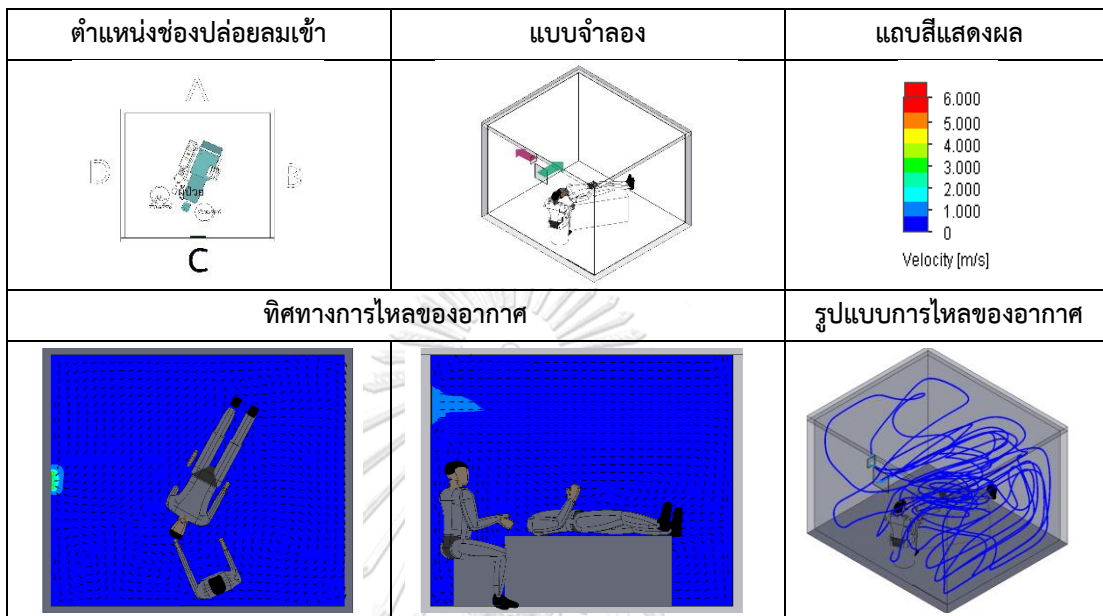 ตำแหน่งช่องปล่อยลมเข้า
แบบจำลอง
แถบสีแสดงผล
A
D
B
ผู้ป่วย
C
6.000
5.000
4.000
3.000
2.000
1.000
0
Velocity [m/s]
ทิศทางการไหลของอากาศ
รูปแบบการไหลของอากาศ